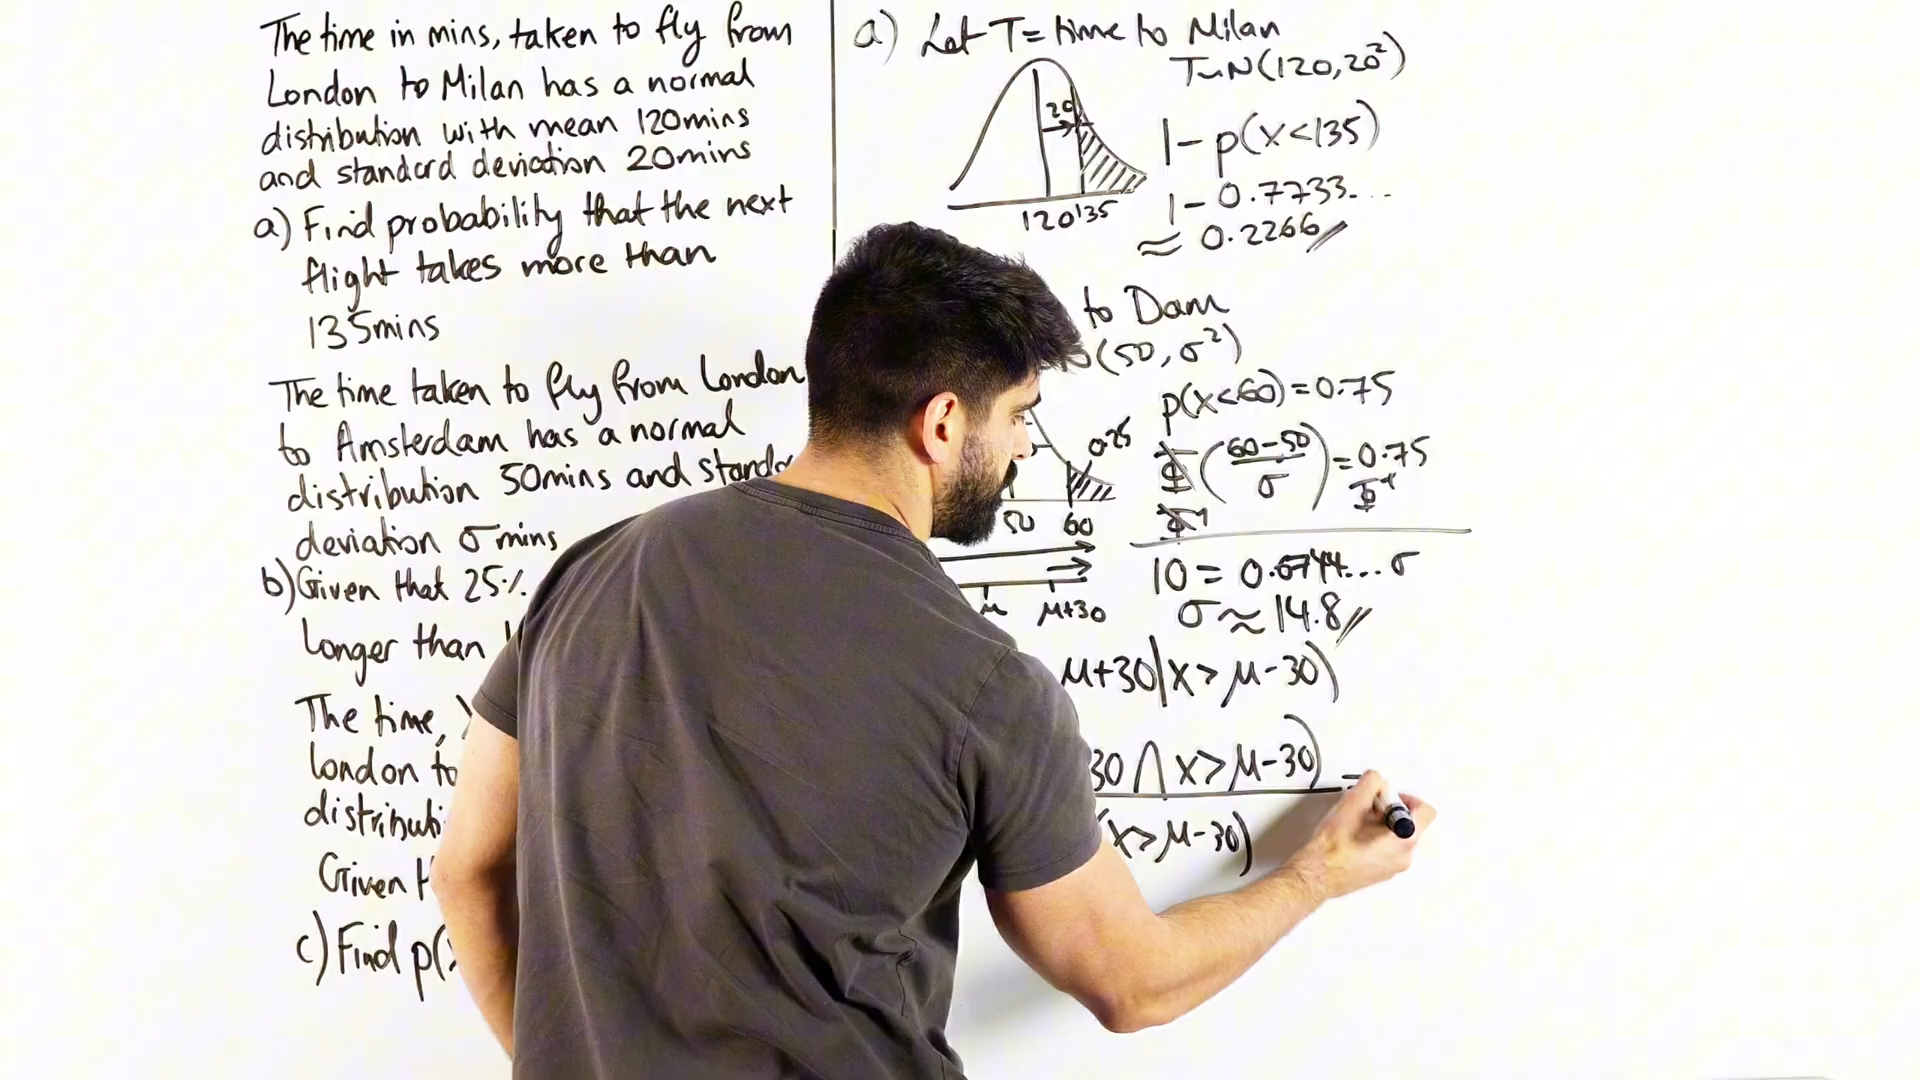 The time in mins, taken to fly from
London to Milan has a normal
distribution with mean 120mins
and standard deviation 20mins
a) Find probability that the next
flight takes more than
135mins
The time taken to fly from London
to Amsterdam has a normal
distribution 50mins and
deviation σ mins
b) Given that 25%
Longer than
The time,
london to
Given
c) Find p(
a) Let T = time to Milan
T~N(120,20²)
20
120 135
1-p(x<135)
1-0.7733...
≈ 0.2266
to Dam
(50, σ²)
p(x<60)=0.75
0.25
Φ(60-50/σ)=0.75
Φ⁻¹ Φ⁻¹
50 60
μ μ+30
10 = 0.6744...σ
σ ≈ 14.8
μ+30|x> μ-30)
30 ∩ x> μ-30) =
(x> μ-30)